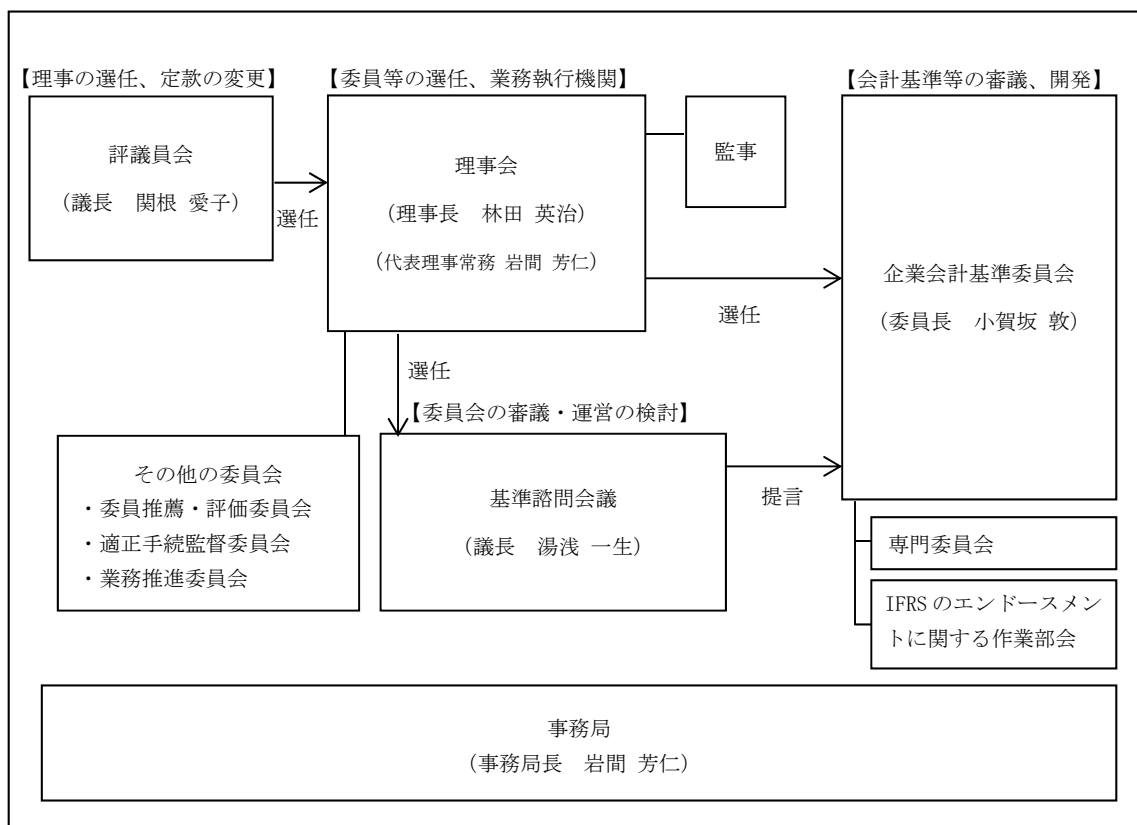 【理事の選任、定款の変更】
【委員等の選任、業務執行機関】
【会計基準等の審議、開発】
評議員会
(議長　関根 愛子)
選任
理事会
(理事長　林田 英治)
(代表理事常務 岩間 芳仁)
監事
選任
企業会計基準委員会
(委員長　小賀坂 敦)
選任
【委員会の審議・運営の検討】
その他の委員会
・委員推薦・評価委員会
・適正手続監督委員会
・業務推進委員会
基準諮問会議
(議長　湯浅 一生)
提言
専門委員会
IFRS のエンドースメン
トに関する作業部会
事務局
(事務局長　岩間 芳仁)